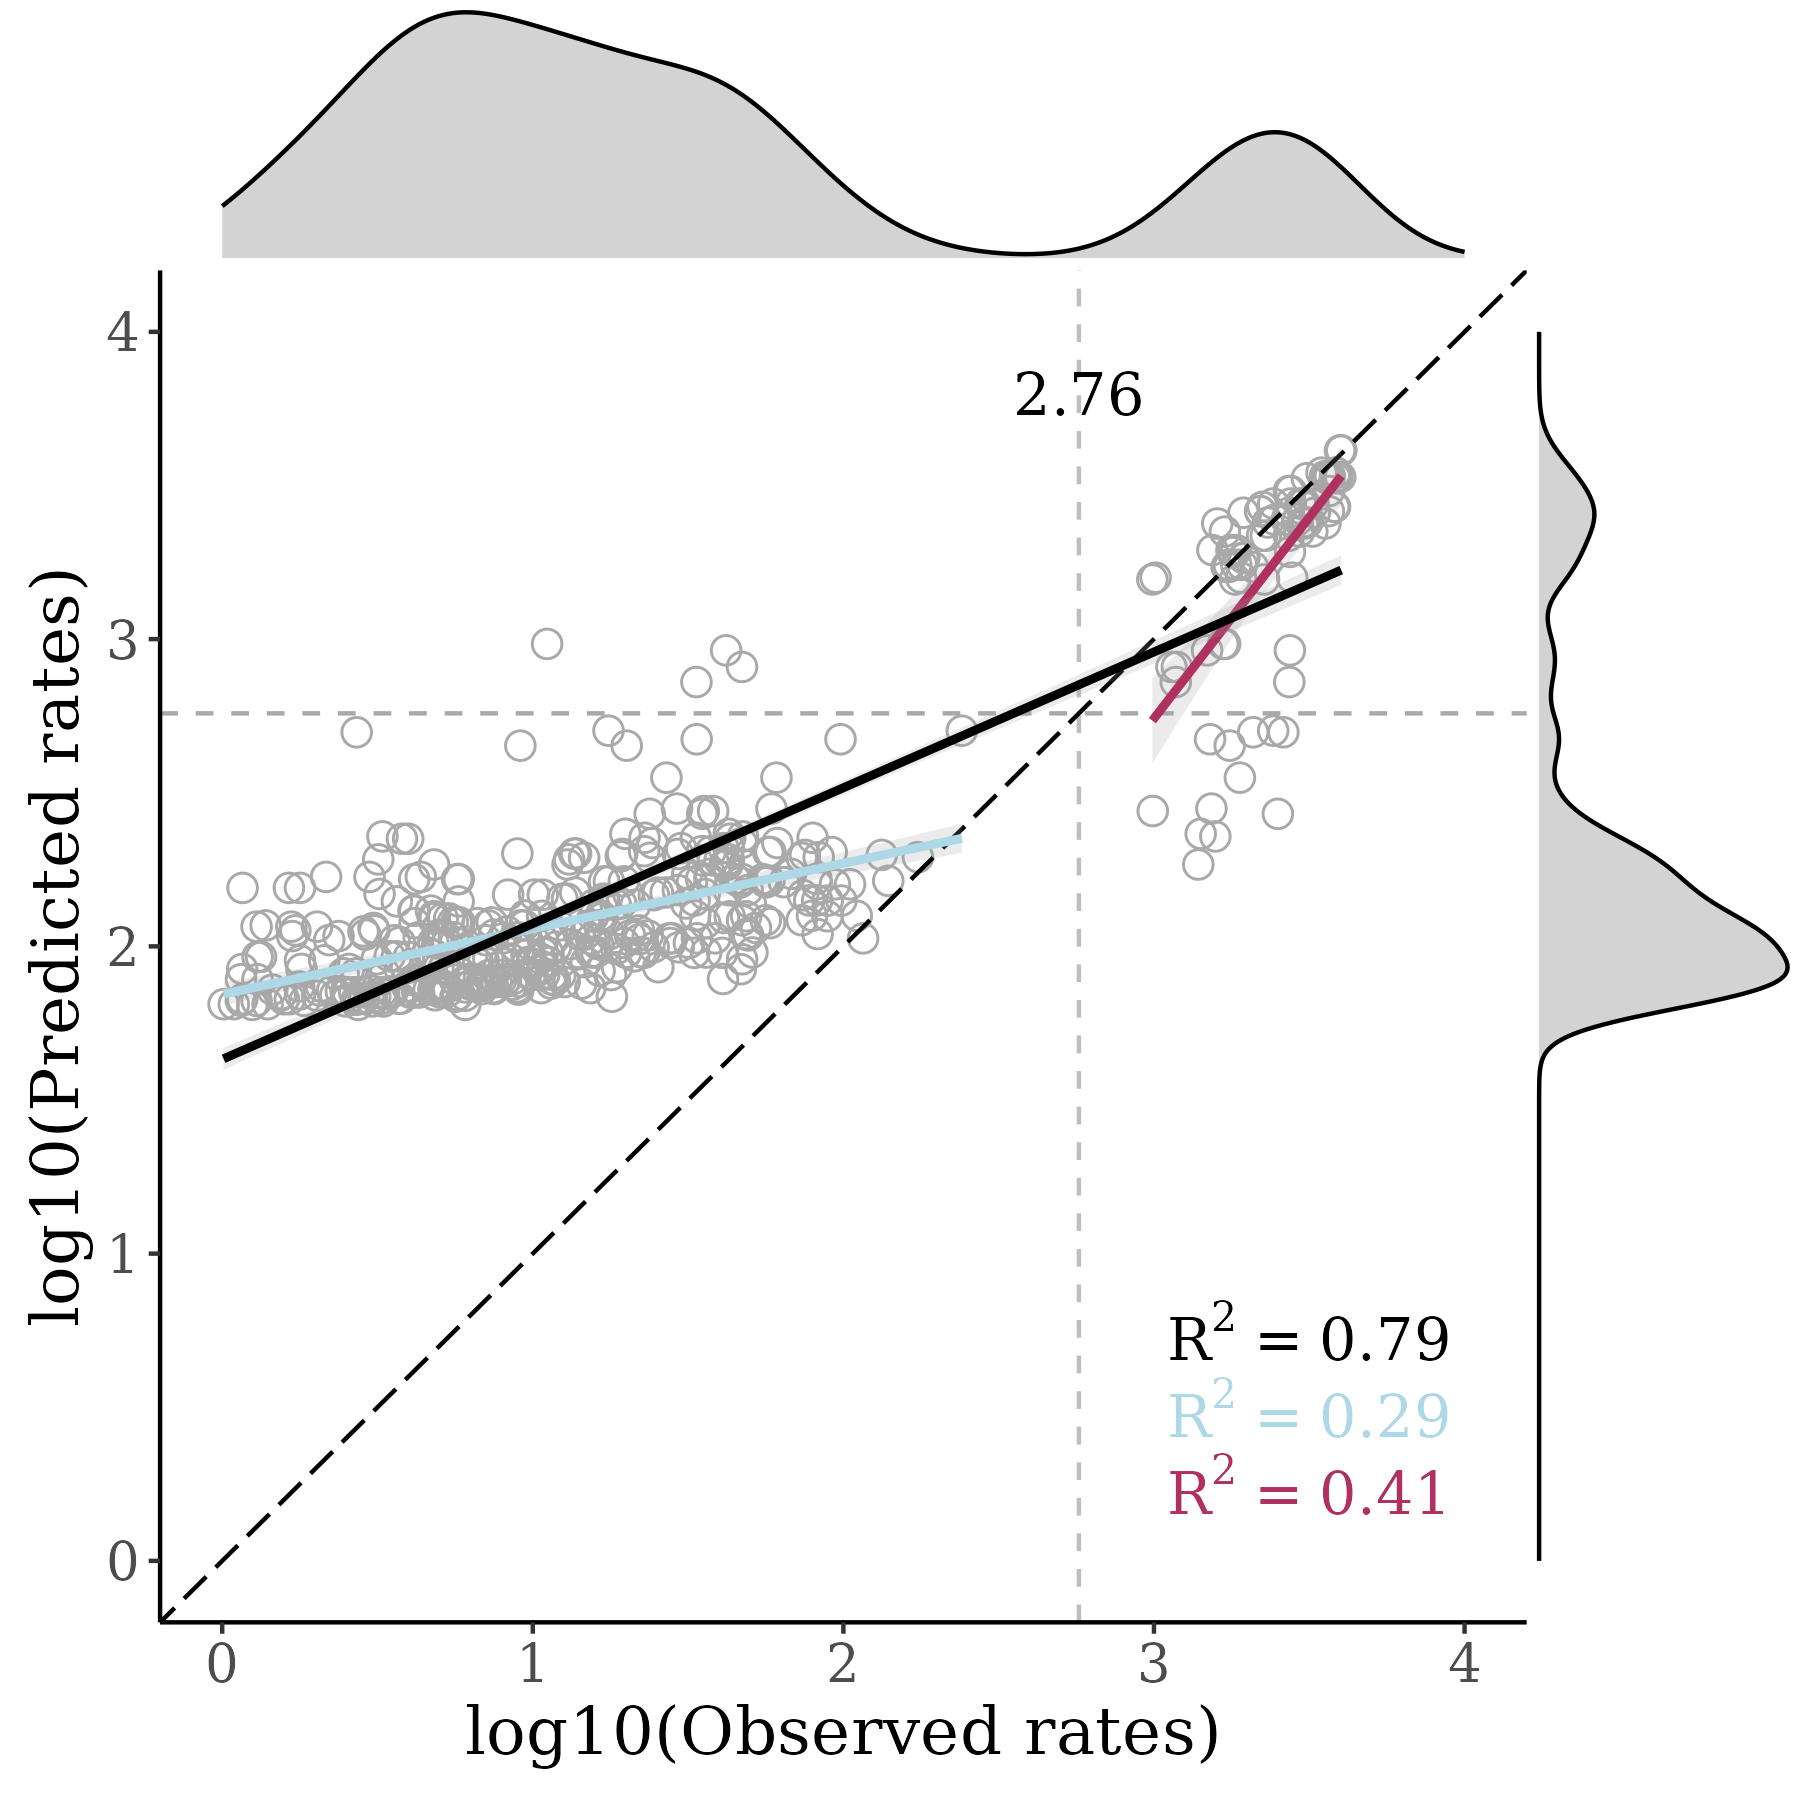 2.76
4
3
2
1
0
log10(Predicted rates)
R² = 0.79
R² = 0.29
R² = 0.41
0 1 2 3 4
log10(Observed rates)